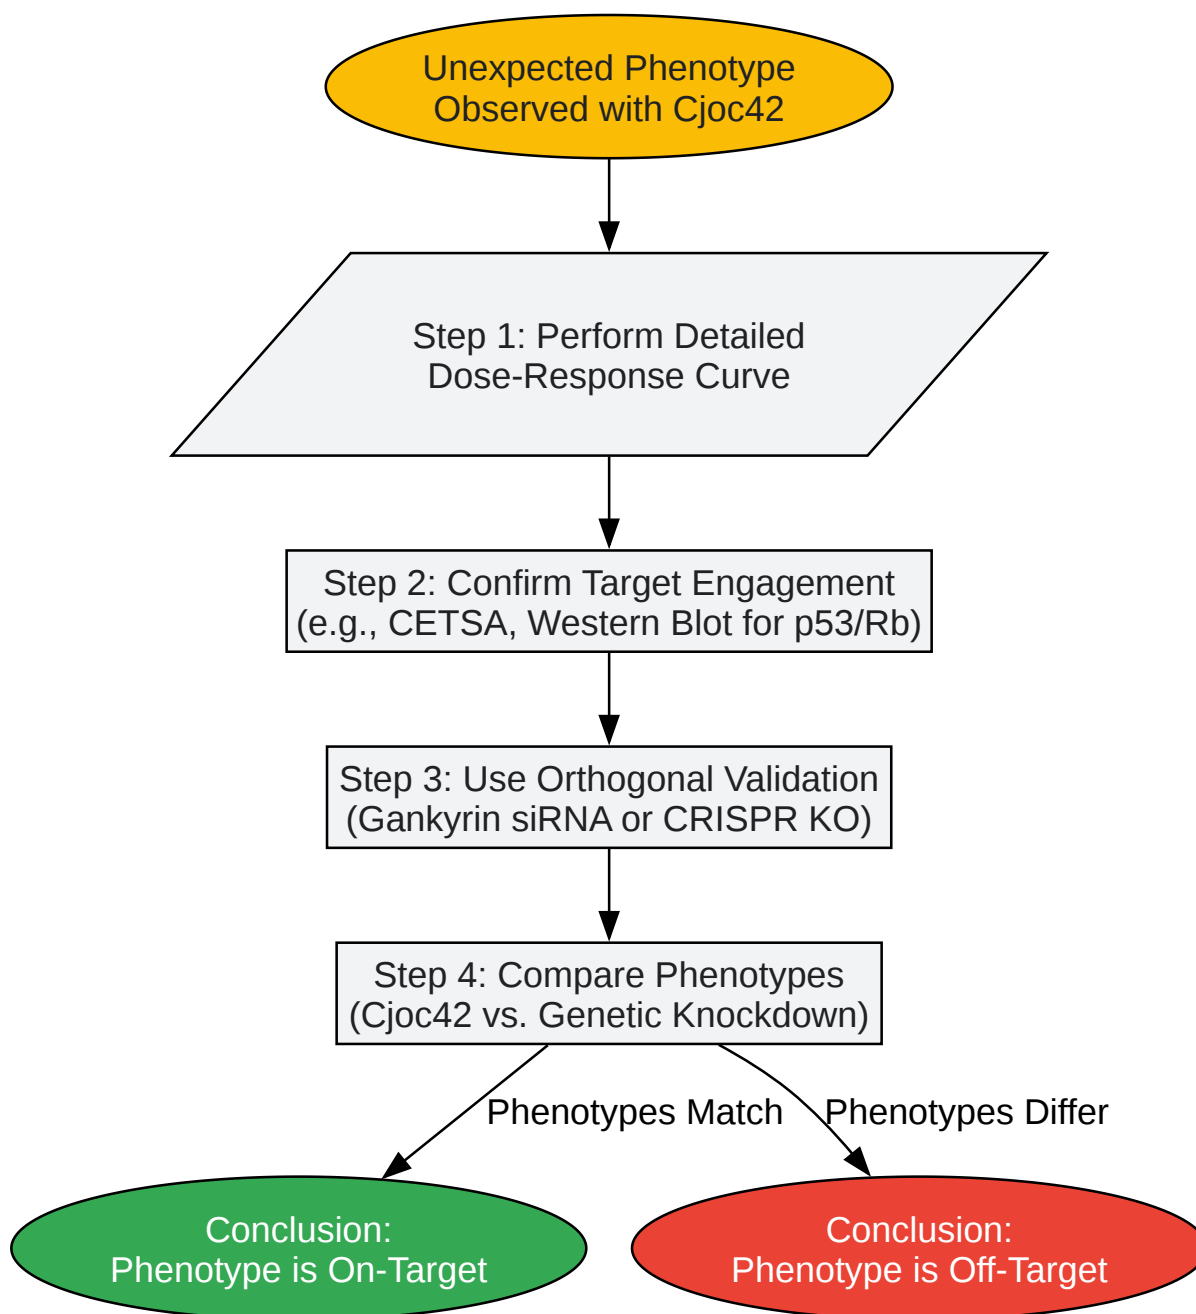 Unexpected Phenotype
Observed with Cjoc42
Step 1: Perform Detailed
Dose-Response Curve
Step 2: Confirm Target Engagement
(e.g., CETSA, Western Blot for p53/Rb)
Step 3: Use Orthogonal Validation
(Gankyrin siRNA or CRISPR KO)
Step 4: Compare Phenotypes
(Cjoc42 vs. Genetic Knockdown)
Phenotypes Match
Phenotypes Differ
Conclusion:
Phenotype is On-Target
Conclusion:
Phenotype is Off-Target